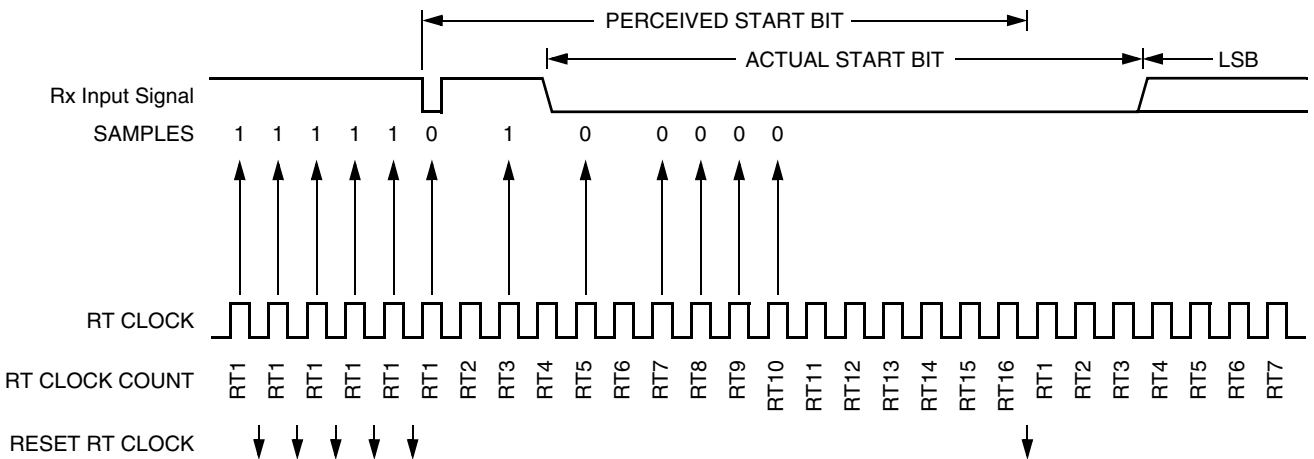 PERCEIVED START BIT
ACTUAL START BIT
LSB
Rx Input Signal
SAMPLES 1 1 1 1 1 0 1 0 0 0 0 0
RT CLOCK
RT CLOCK COUNT RT1 RT1 RT1 RT1 RT1 RT1 RT2 RT3 RT4 RT5 RT6 RT7 RT8 RT9 RT10 RT11 RT12 RT13 RT14 RT15 RT16 RT1 RT2 RT3 RT4 RT5 RT6 RT7
RESET RT CLOCK